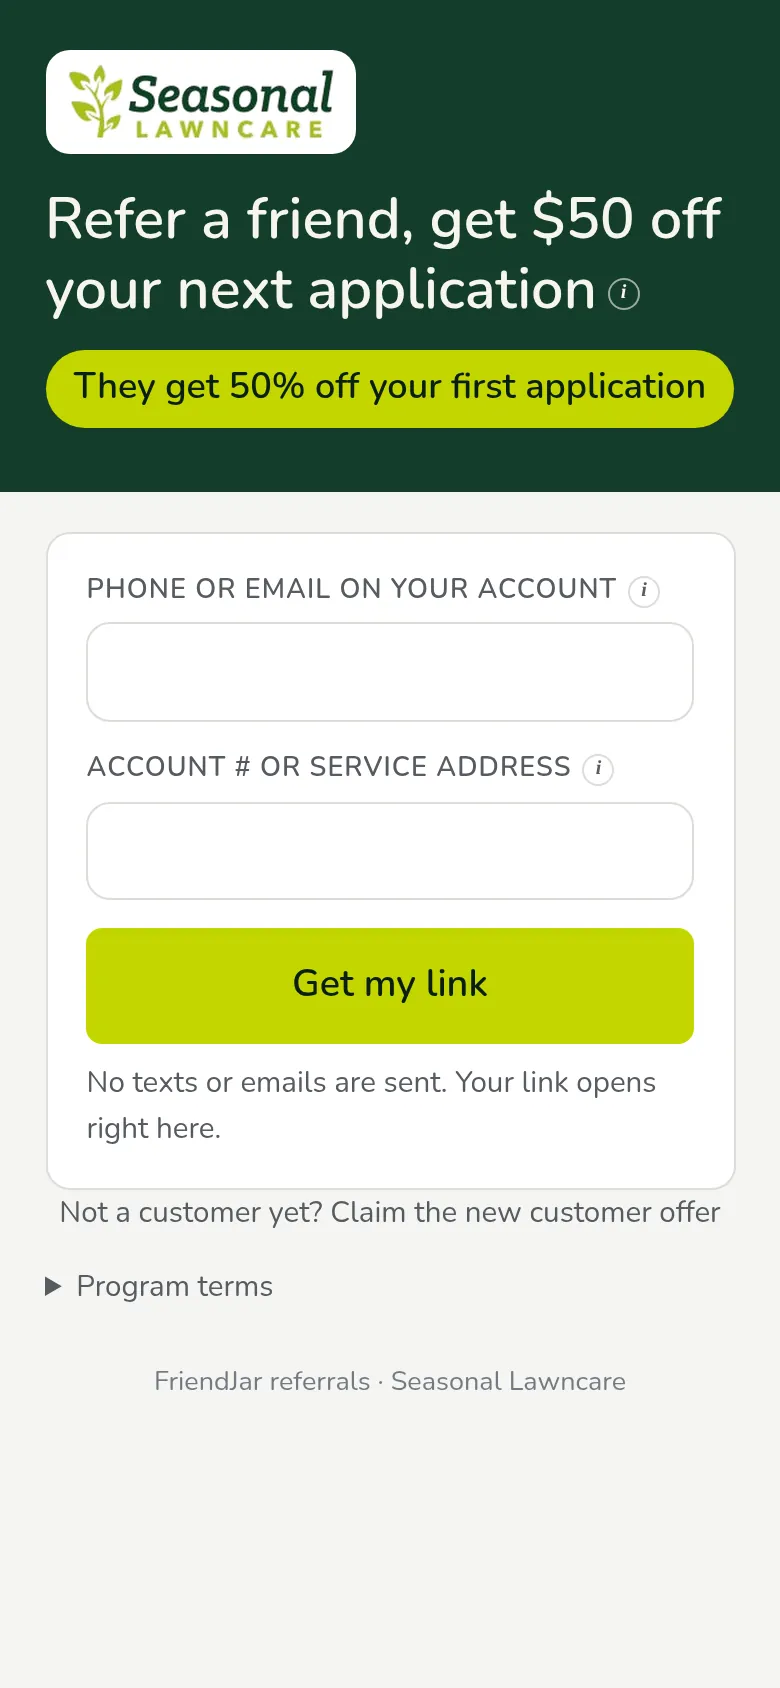 Seasonal
LAWNCARE
Refer a friend, get $50 off
your next application i
They get 50% off your first application
PHONE OR EMAIL ON YOUR ACCOUNT i
ACCOUNT # OR SERVICE ADDRESS i
Get my link
No texts or emails are sent. Your link opens
right here.
Not a customer yet? Claim the new customer offer
▶ Program terms
FriendJar referrals · Seasonal Lawncare